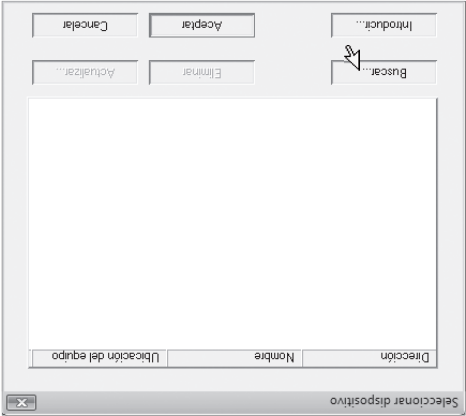 Seleccionar dispositivo
Dirección Nombre Ubicación del equipo
Buscar... Eliminar Actualizar...
Introducir... Aceptar Cancelar